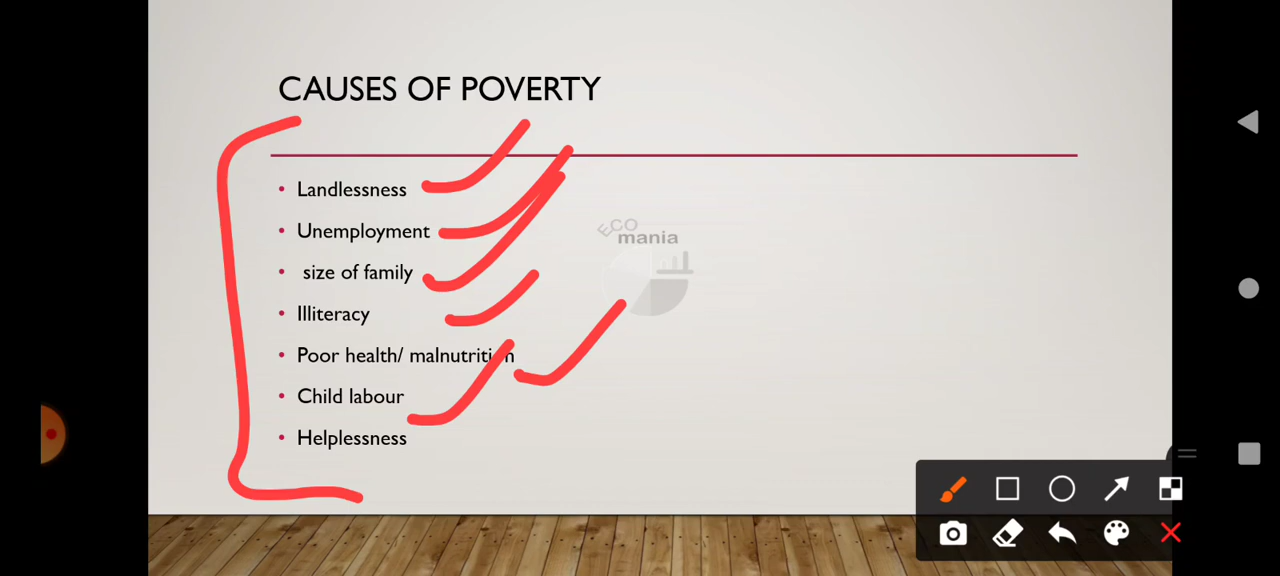 CAUSES OF POVERTY
• Landlessness
• Unemployment
• size of family
• Illiteracy
• Poor health/ malnutrition
• Child labour
• Helplessness
ECO
mania